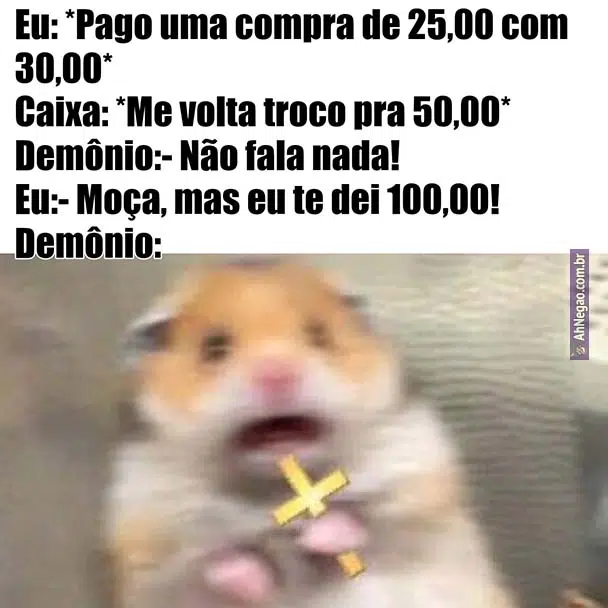 Eu: *Pago uma compra de 25,00 com
30,00*
Caixa: *Me volta troco pra 50,00*
Demônio:- Não fala nada!
Eu:- Moça, mas eu te dei 100,00!
Demônio:
AhNegao.com.br